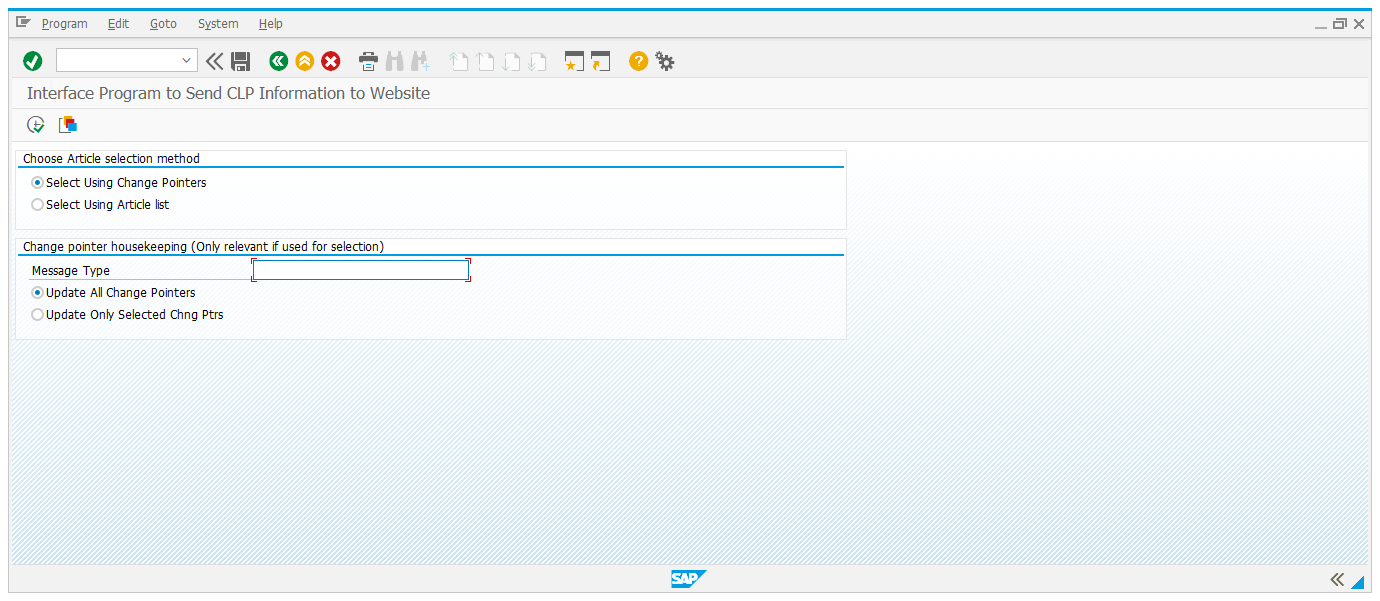 Program Edit Goto System Help
Interface Program to Send CLP Information to Website
Choose Article selection method
Select Using Change Pointers
Select Using Article list
Change pointer housekeeping (Only relevant if used for selection)
Message Type
Update All Change Pointers
Update Only Selected Chng Ptrs
SAP